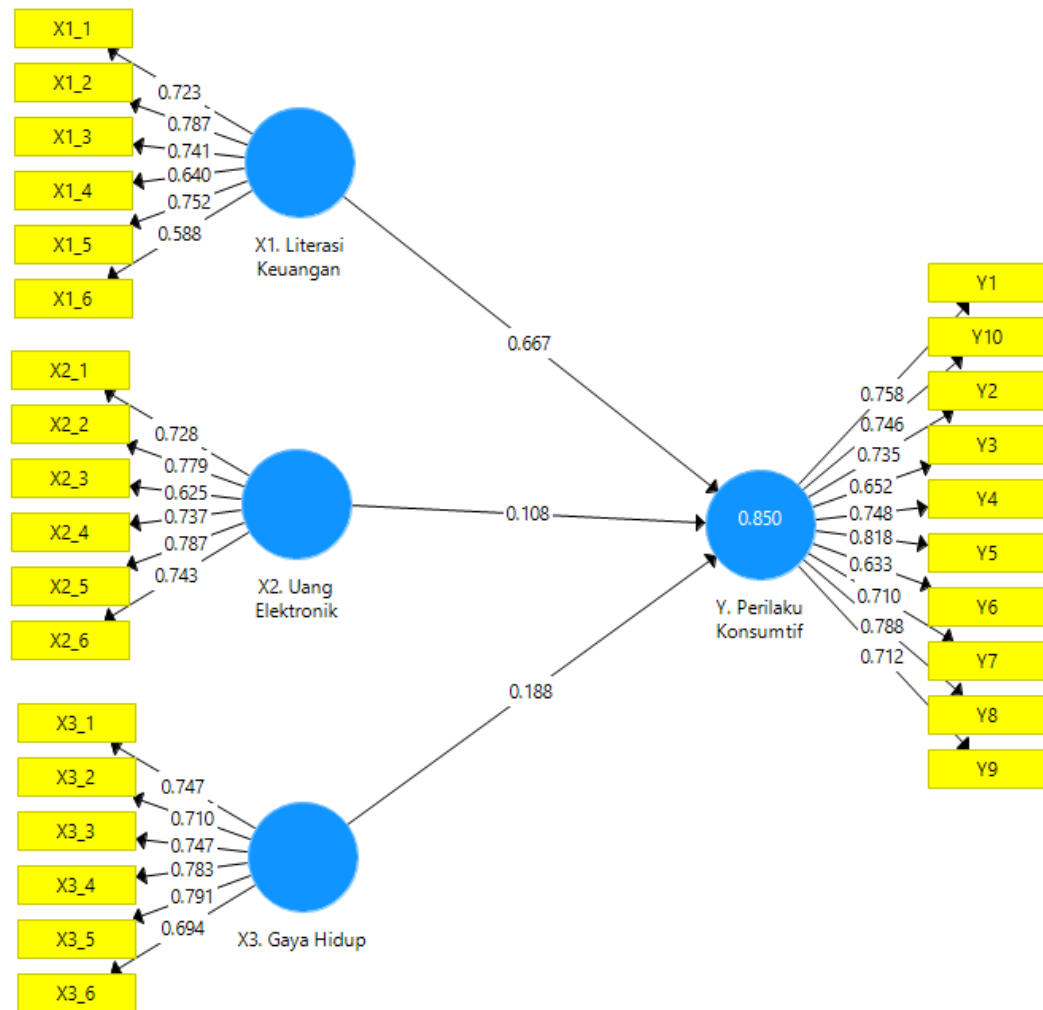 X1_1
X1_2
X1_3
X1_4
X1_5
X1_6
0.723
0.787
0.741
0.640
0.752
0.588
X1. Literasi
Keuangan
X2_1
X2_2
X2_3
X2_4
X2_5
X2_6
0.728
0.779
0.625
0.737
0.787
0.743
X2. Uang
Elektronik
X3_1
X3_2
X3_3
X3_4
X3_5
X3_6
0.747
0.710
0.747
0.783
0.791
0.694
X3. Gaya Hidup
0.667
0.108
0.188
0.850
Y. Perilaku
Konsumtif
0.758
0.746
0.735
0.652
0.748
0.818
0.633
0.710
0.788
0.712
Y1
Y10
Y2
Y3
Y4
Y5
Y6
Y7
Y8
Y9